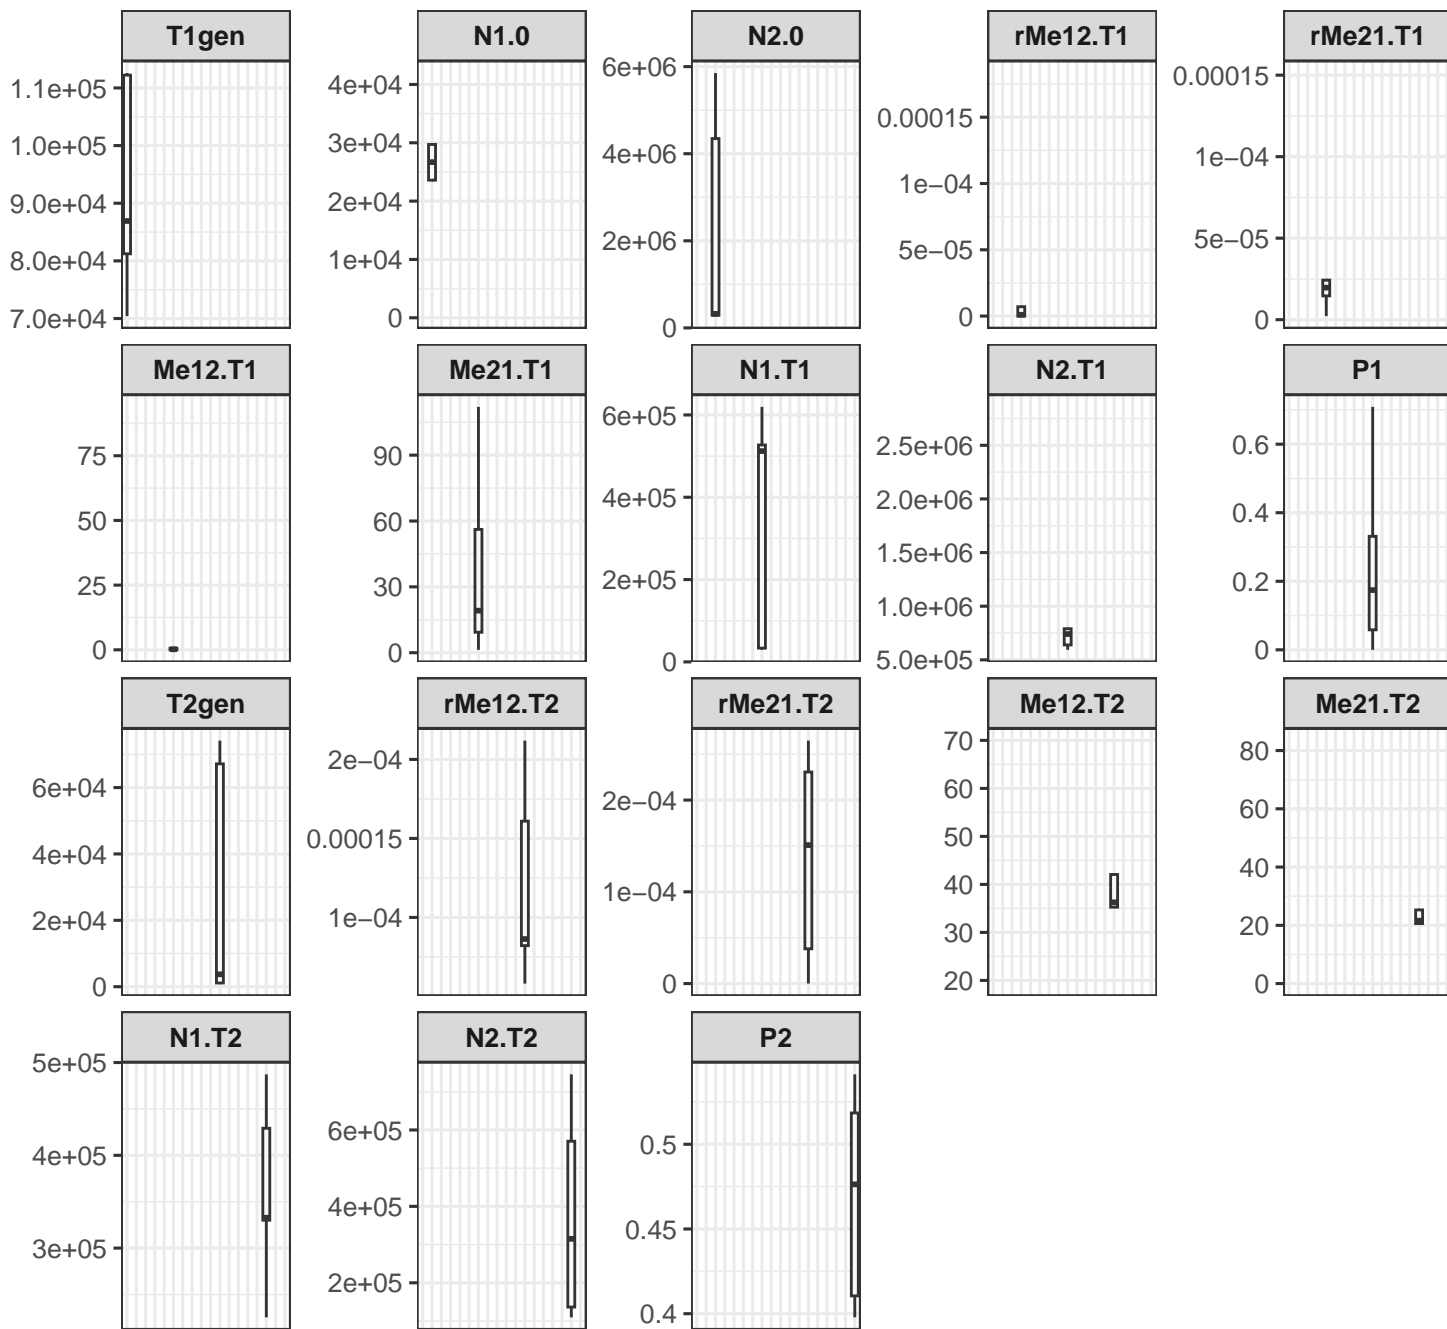 T1gen N1.0 N2.0 rMe12.T1 rMe21.T1
1.1e+05
1.0e+05
9.0e+04
8.0e+04
7.0e+04
4e+04
3e+04
2e+04
1e+04
0
6e+06
4e+06
2e+06
0
0.00015
1e−04
5e−05
0
0.00015
1e−04
5e−05
0
Me12.T1 Me21.T1 N1.T1 N2.T1 P1
75
50
25
0
90
60
30
0
6e+05
4e+05
2e+05
0
2.5e+06
2.0e+06
1.5e+06
1.0e+06
5.0e+05
0.6
0.4
0.2
0
T2gen rMe12.T2 rMe21.T2 Me12.T2 Me21.T2
6e+04
4e+04
2e+04
0
2e−04
0.00015
1e−04
2e−04
1e−04
0
70
60
50
40
30
20
80
60
40
20
0
N1.T2 N2.T2 P2
5e+05
4e+05
3e+05
6e+05
4e+05
2e+05
0.5
0.45
0.4